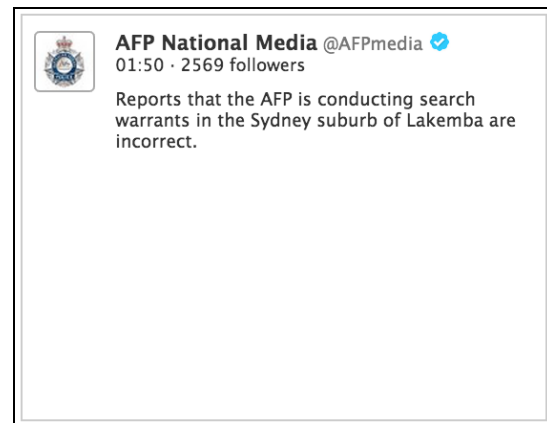 AFP National Media @AFPmedia
01:50 · 2569 followers
Reports that the AFP is conducting search
warrants in the Sydney suburb of Lakemba are
incorrect.